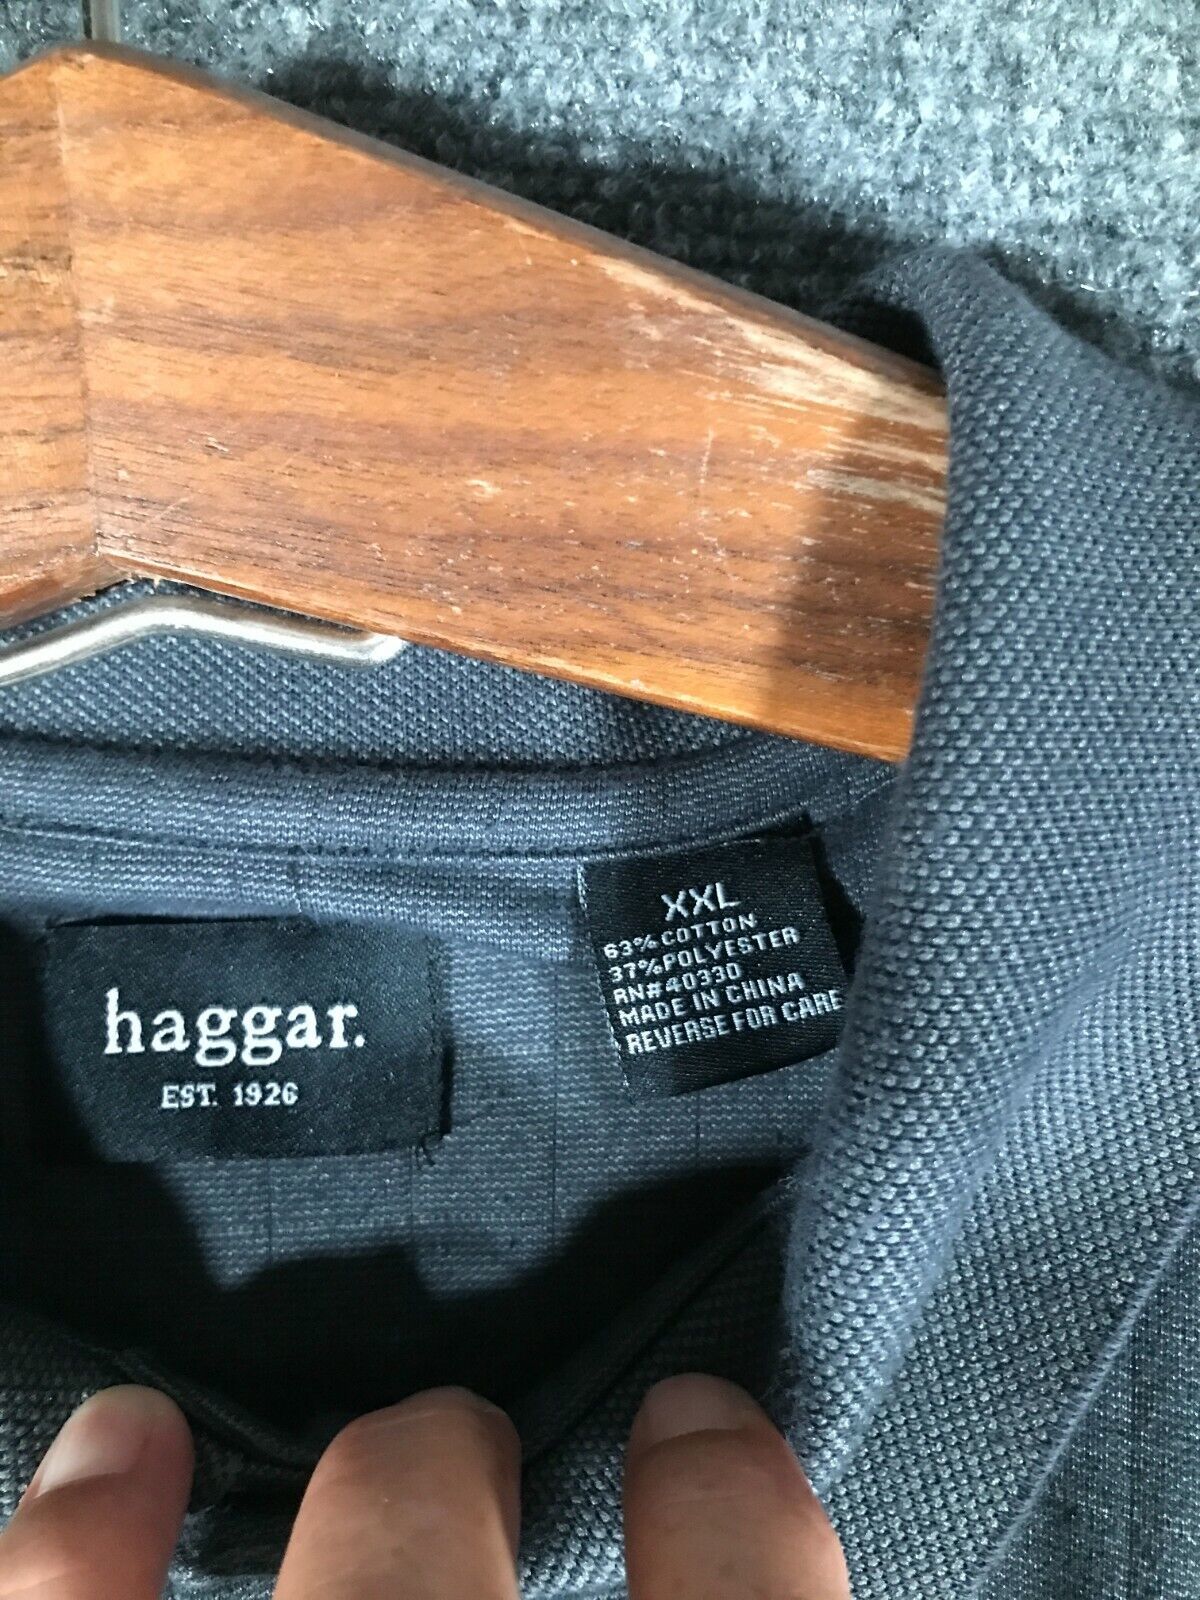 haggar.
EST. 1926
XXL
63% COTTON
37% POLYESTER
RN# 40330
MADE IN CHINA
REVERSE FOR CARE